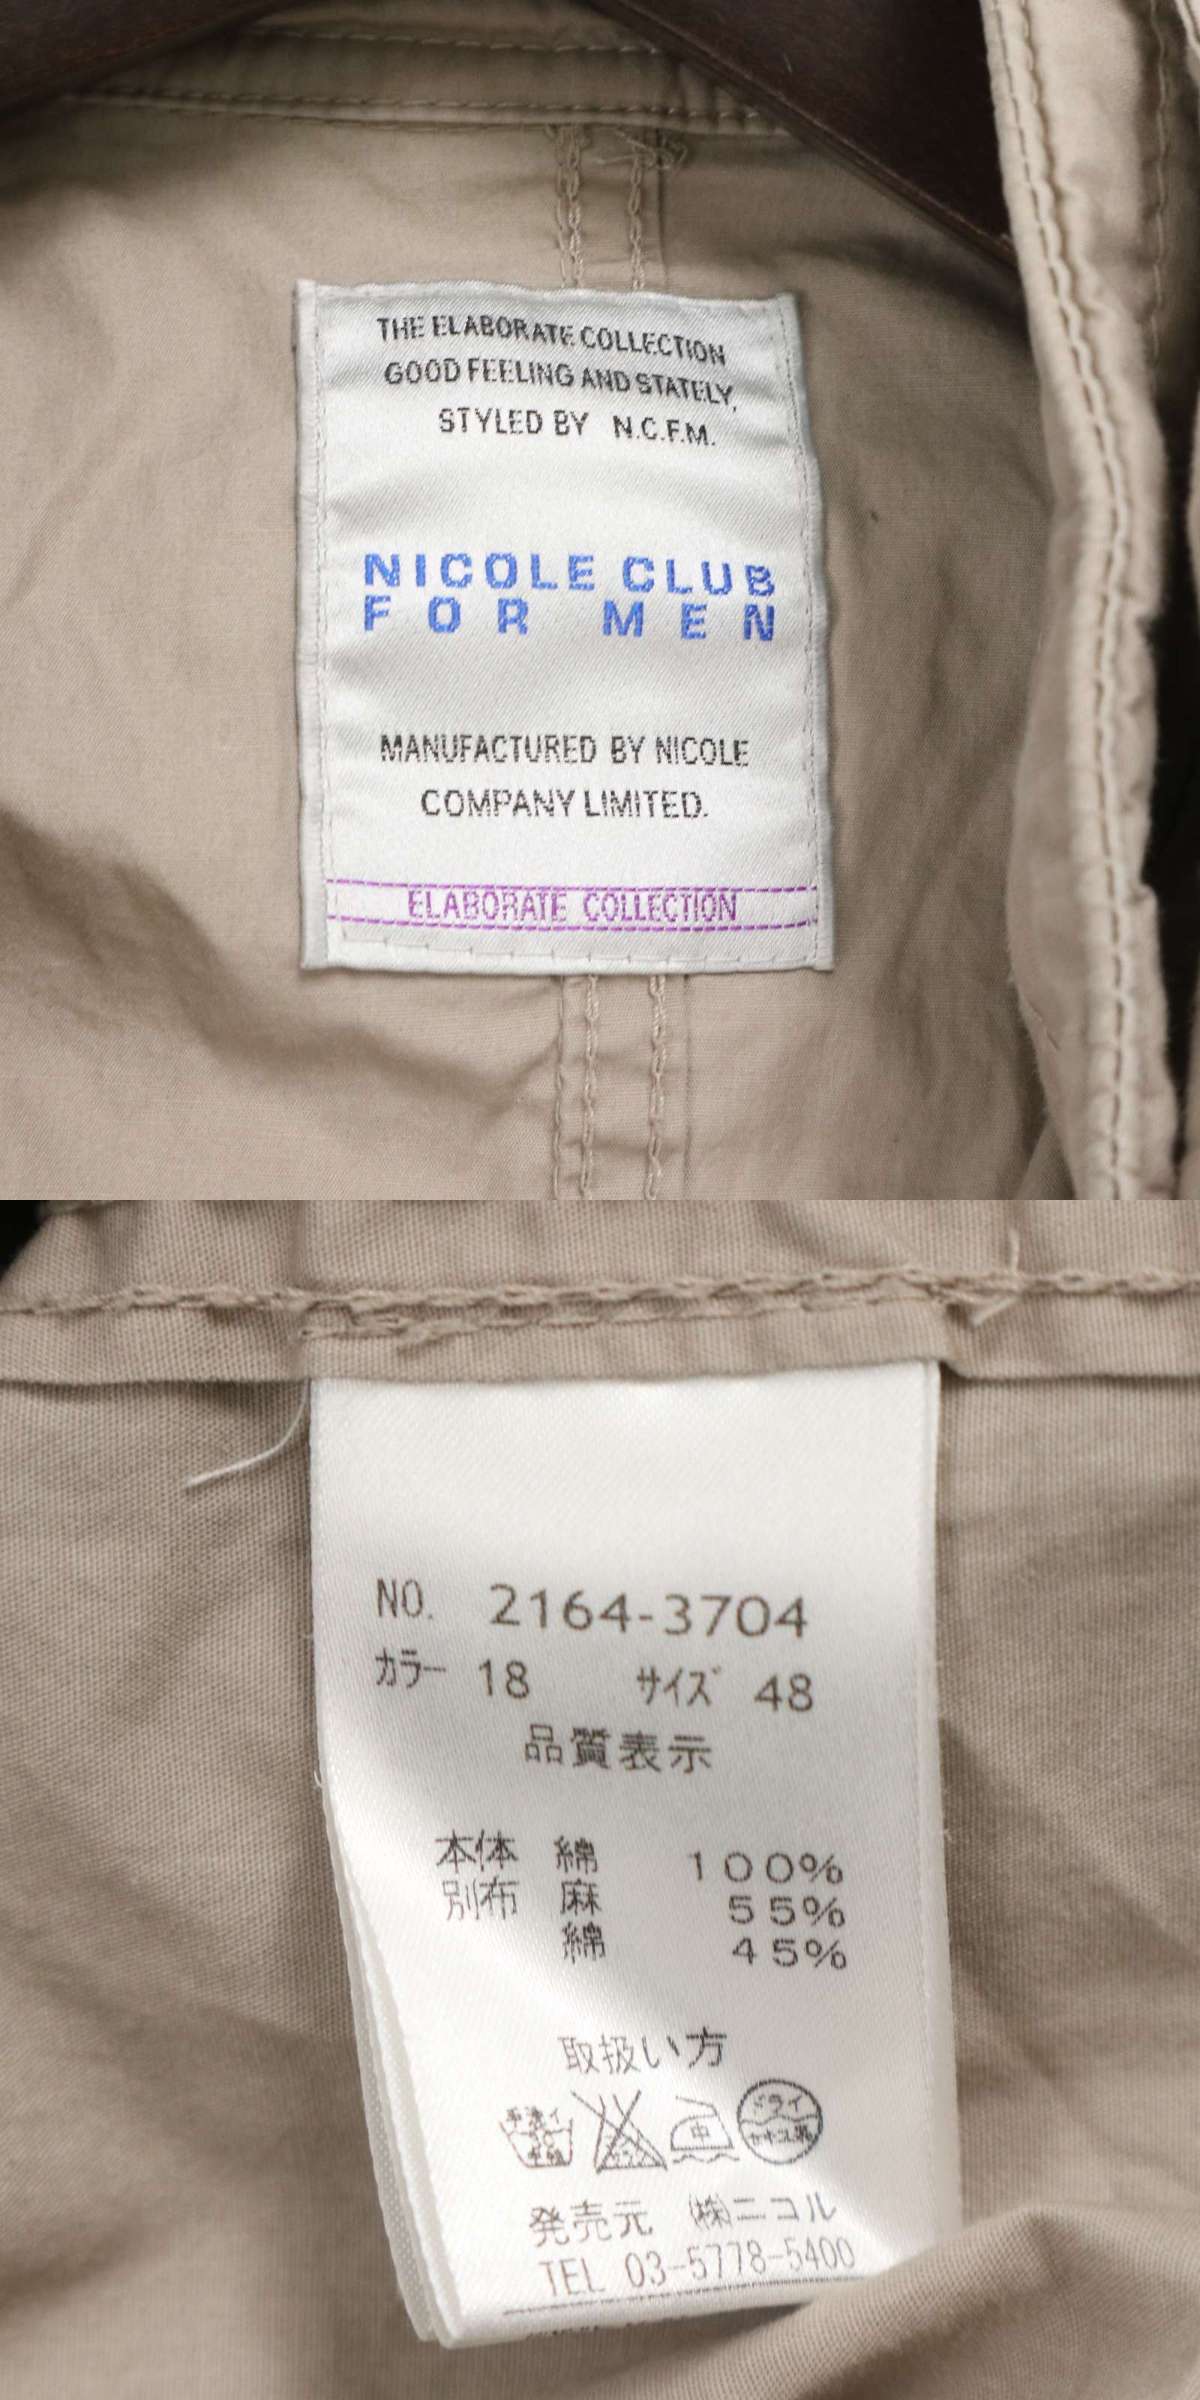 THE ELABORATE COLLECTION
GOOD FEELING AND STATELY,
STYLED BY N.C.F.M.
NICOLE CLUB
FOR MEN
MANUFACTURED BY NICOLE
COMPANY LIMITED.
ELABORATE COLLECTION
NO. 2164-3704
カラー 18 サイズ 48
品質表示
本体 綿 100%
別布 麻 55%
綿 45%
取扱い方
中
ドライ
発売元 ㈱ニコル
TEL 03-5778-5400